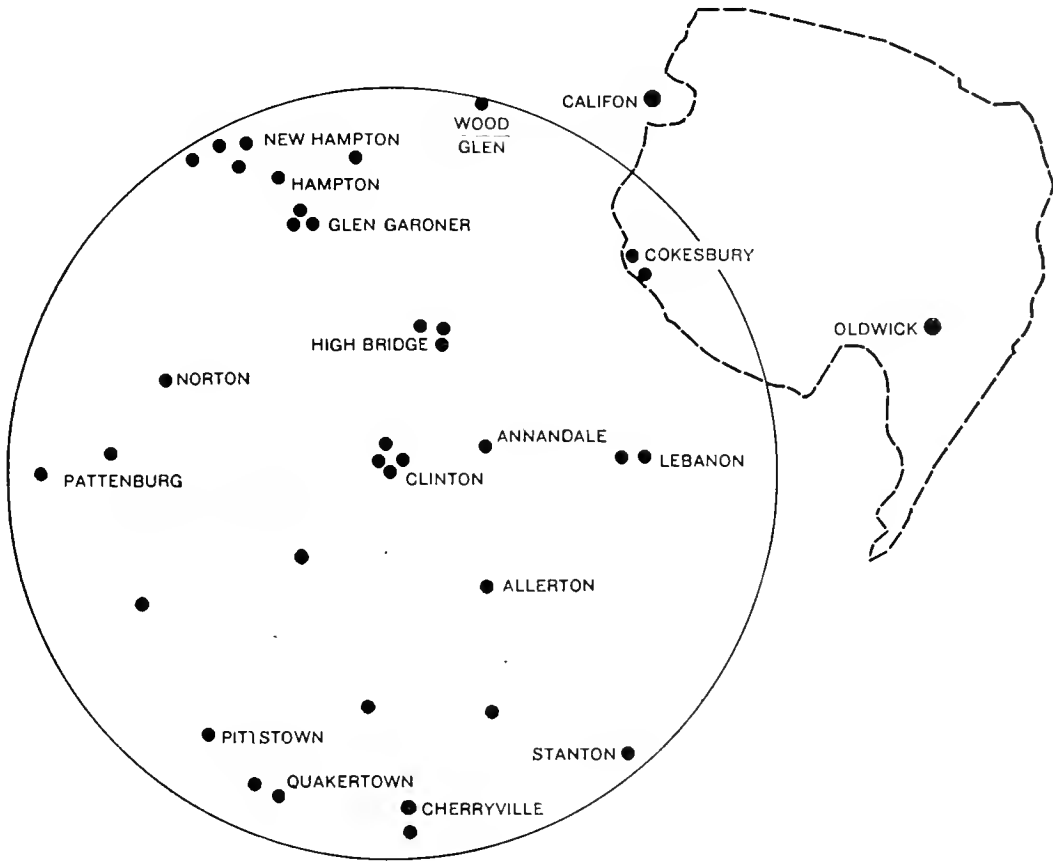 CALIFON
WOOD
GLEN
NEW HAMPTON
HAMPTON
GLEN GARDNER
COKESBURY
OLDWICK
HIGH BRIDGE
NORTON
ANNANDALE
LEBANON
PATTENBURG
CLINTON
ALLERTON
PITTSTOWN
STANTON
QUAKERTOWN
CHERRYVILLE